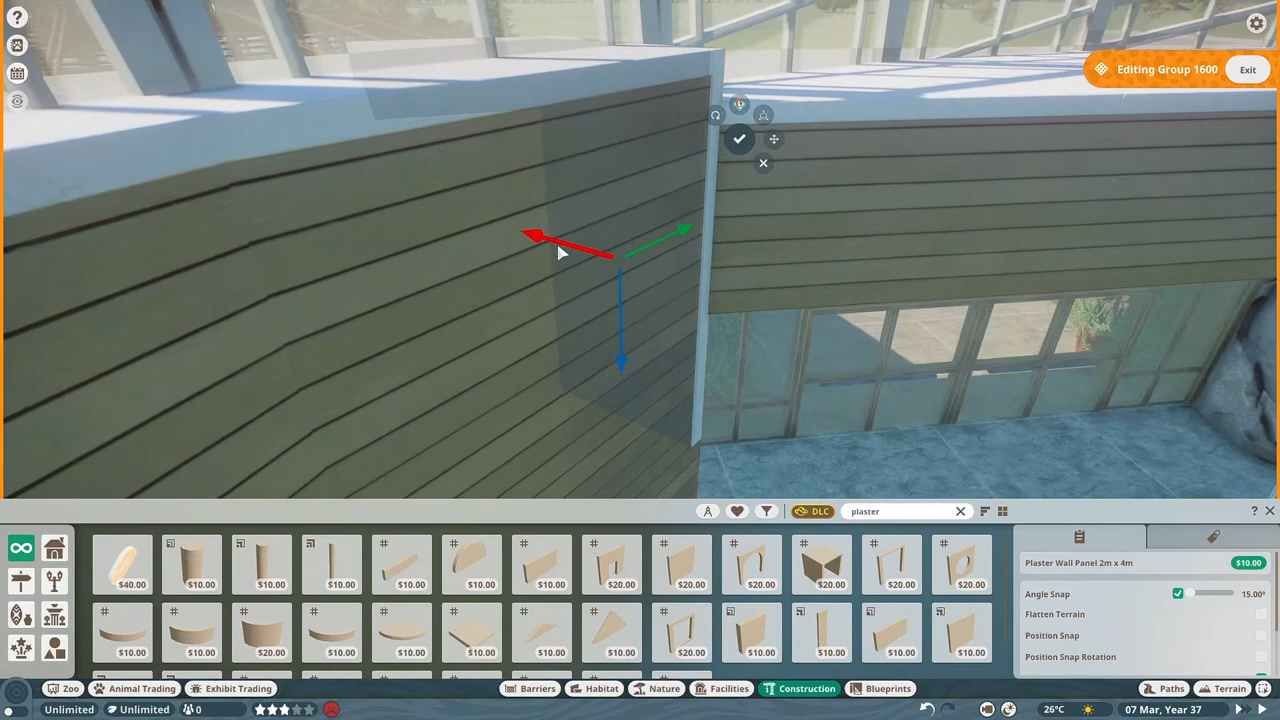 Editing Group 1600 Exit
DLC plaster
$40.00 $10.00 $10.00 $10.00 $10.00 $10.00 $10.00 $20.00 $10.00 $20.00 $20.00 $20.00 $20.00
$10.00 $10.00 $20.00 $10.00 $10.00 $10.00 $10.00 $10.00 $20.00 $10.00 $10.00 $10.00 $10.00
Plaster Wall Panel 2m x 4m $10.00
Angle Snap 15.00°
Flatten Terrain
Position Snap
Position Snap Rotation
Zoo Animal Trading Exhibit Trading Barriers Habitat Nature Facilities Construction Blueprints Paths Terrain
Unlimited Unlimited 0 26°C 07 Mar, Year 37